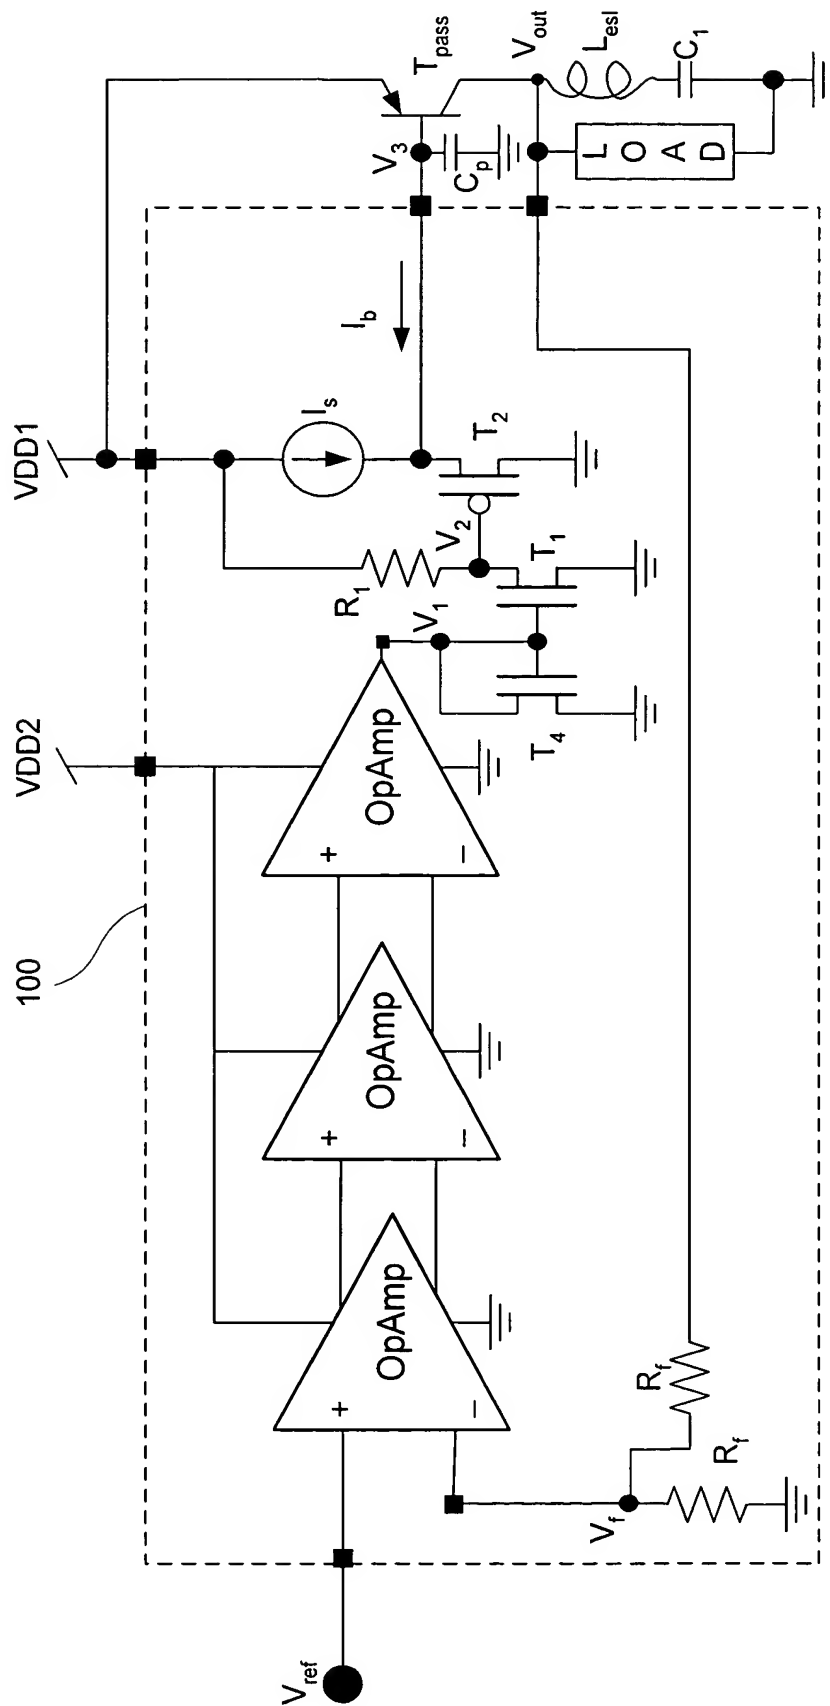 100
VDD2
VDD1
V_ref
+
−
OpAmp
+
−
OpAmp
+
−
OpAmp
V_1
R_1
V_2
I_s
I_b
V_3
T_pass
V_out
L_esl
C_1
C_p
LOAD
T_4
T_1
T_2
V_f
R_f
R_f